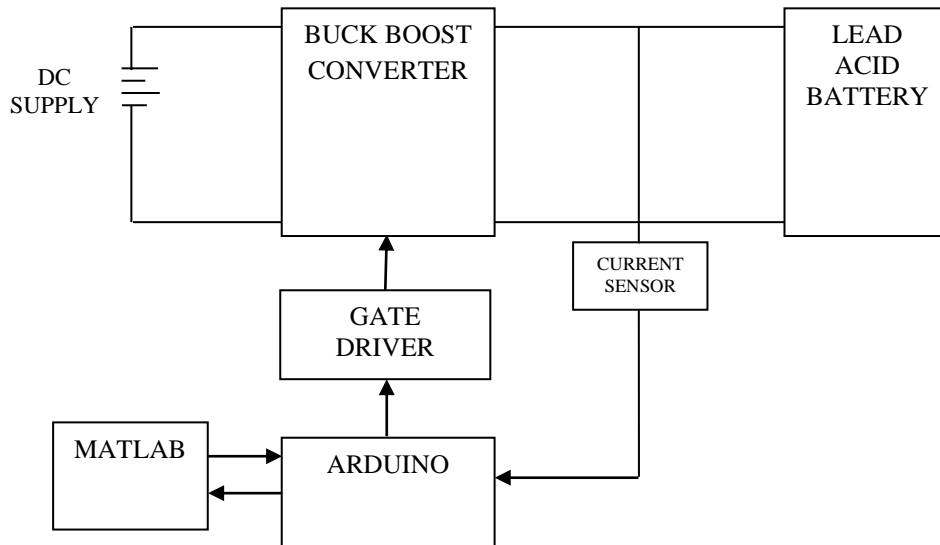 BUCK BOOST
CONVERTER
LEAD
ACID
BATTERY
DC
SUPPLY
CURRENT
SENSOR
GATE
DRIVER
MATLAB
ARDUINO